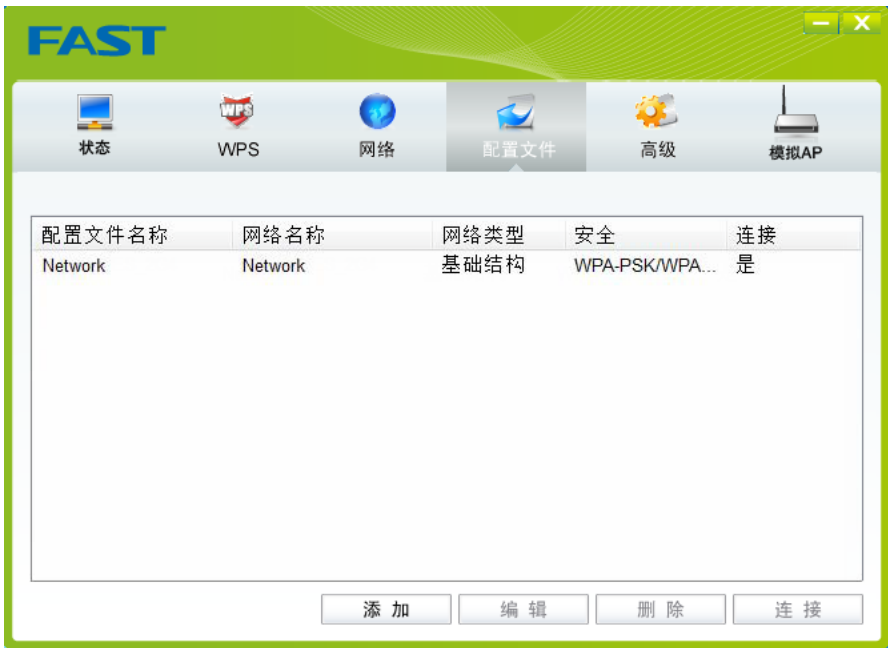 FAST
状态 WPS 网络 配置文件 高级 模拟AP
配置文件名称 网络名称 网络类型 安全 连接
Network Network 基础结构 WPA-PSK/WPA... 是
添 加 编 辑 删 除 连 接